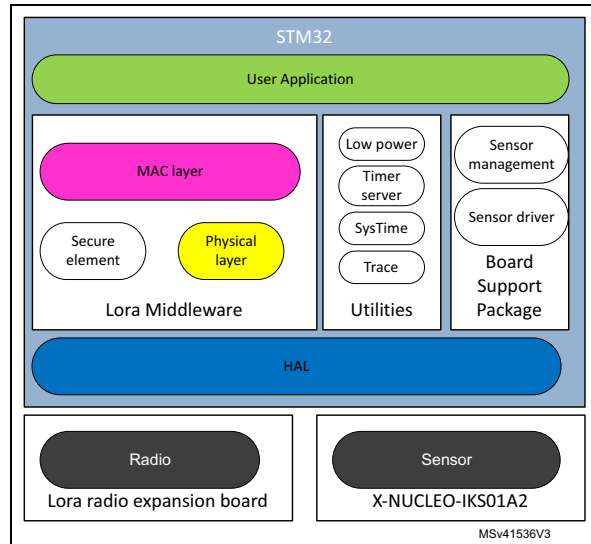 STM32
User Application
MAC layer
Secure
element
Physical
layer
Lora Middleware
Low power
Timer
server
SysTime
Trace
Utilities
Sensor
management
Sensor driver
Board
Support
Package
HAL
Radio
Lora radio expansion board
Sensor
X-NUCLEO-IKS01A2
MSv41536V3